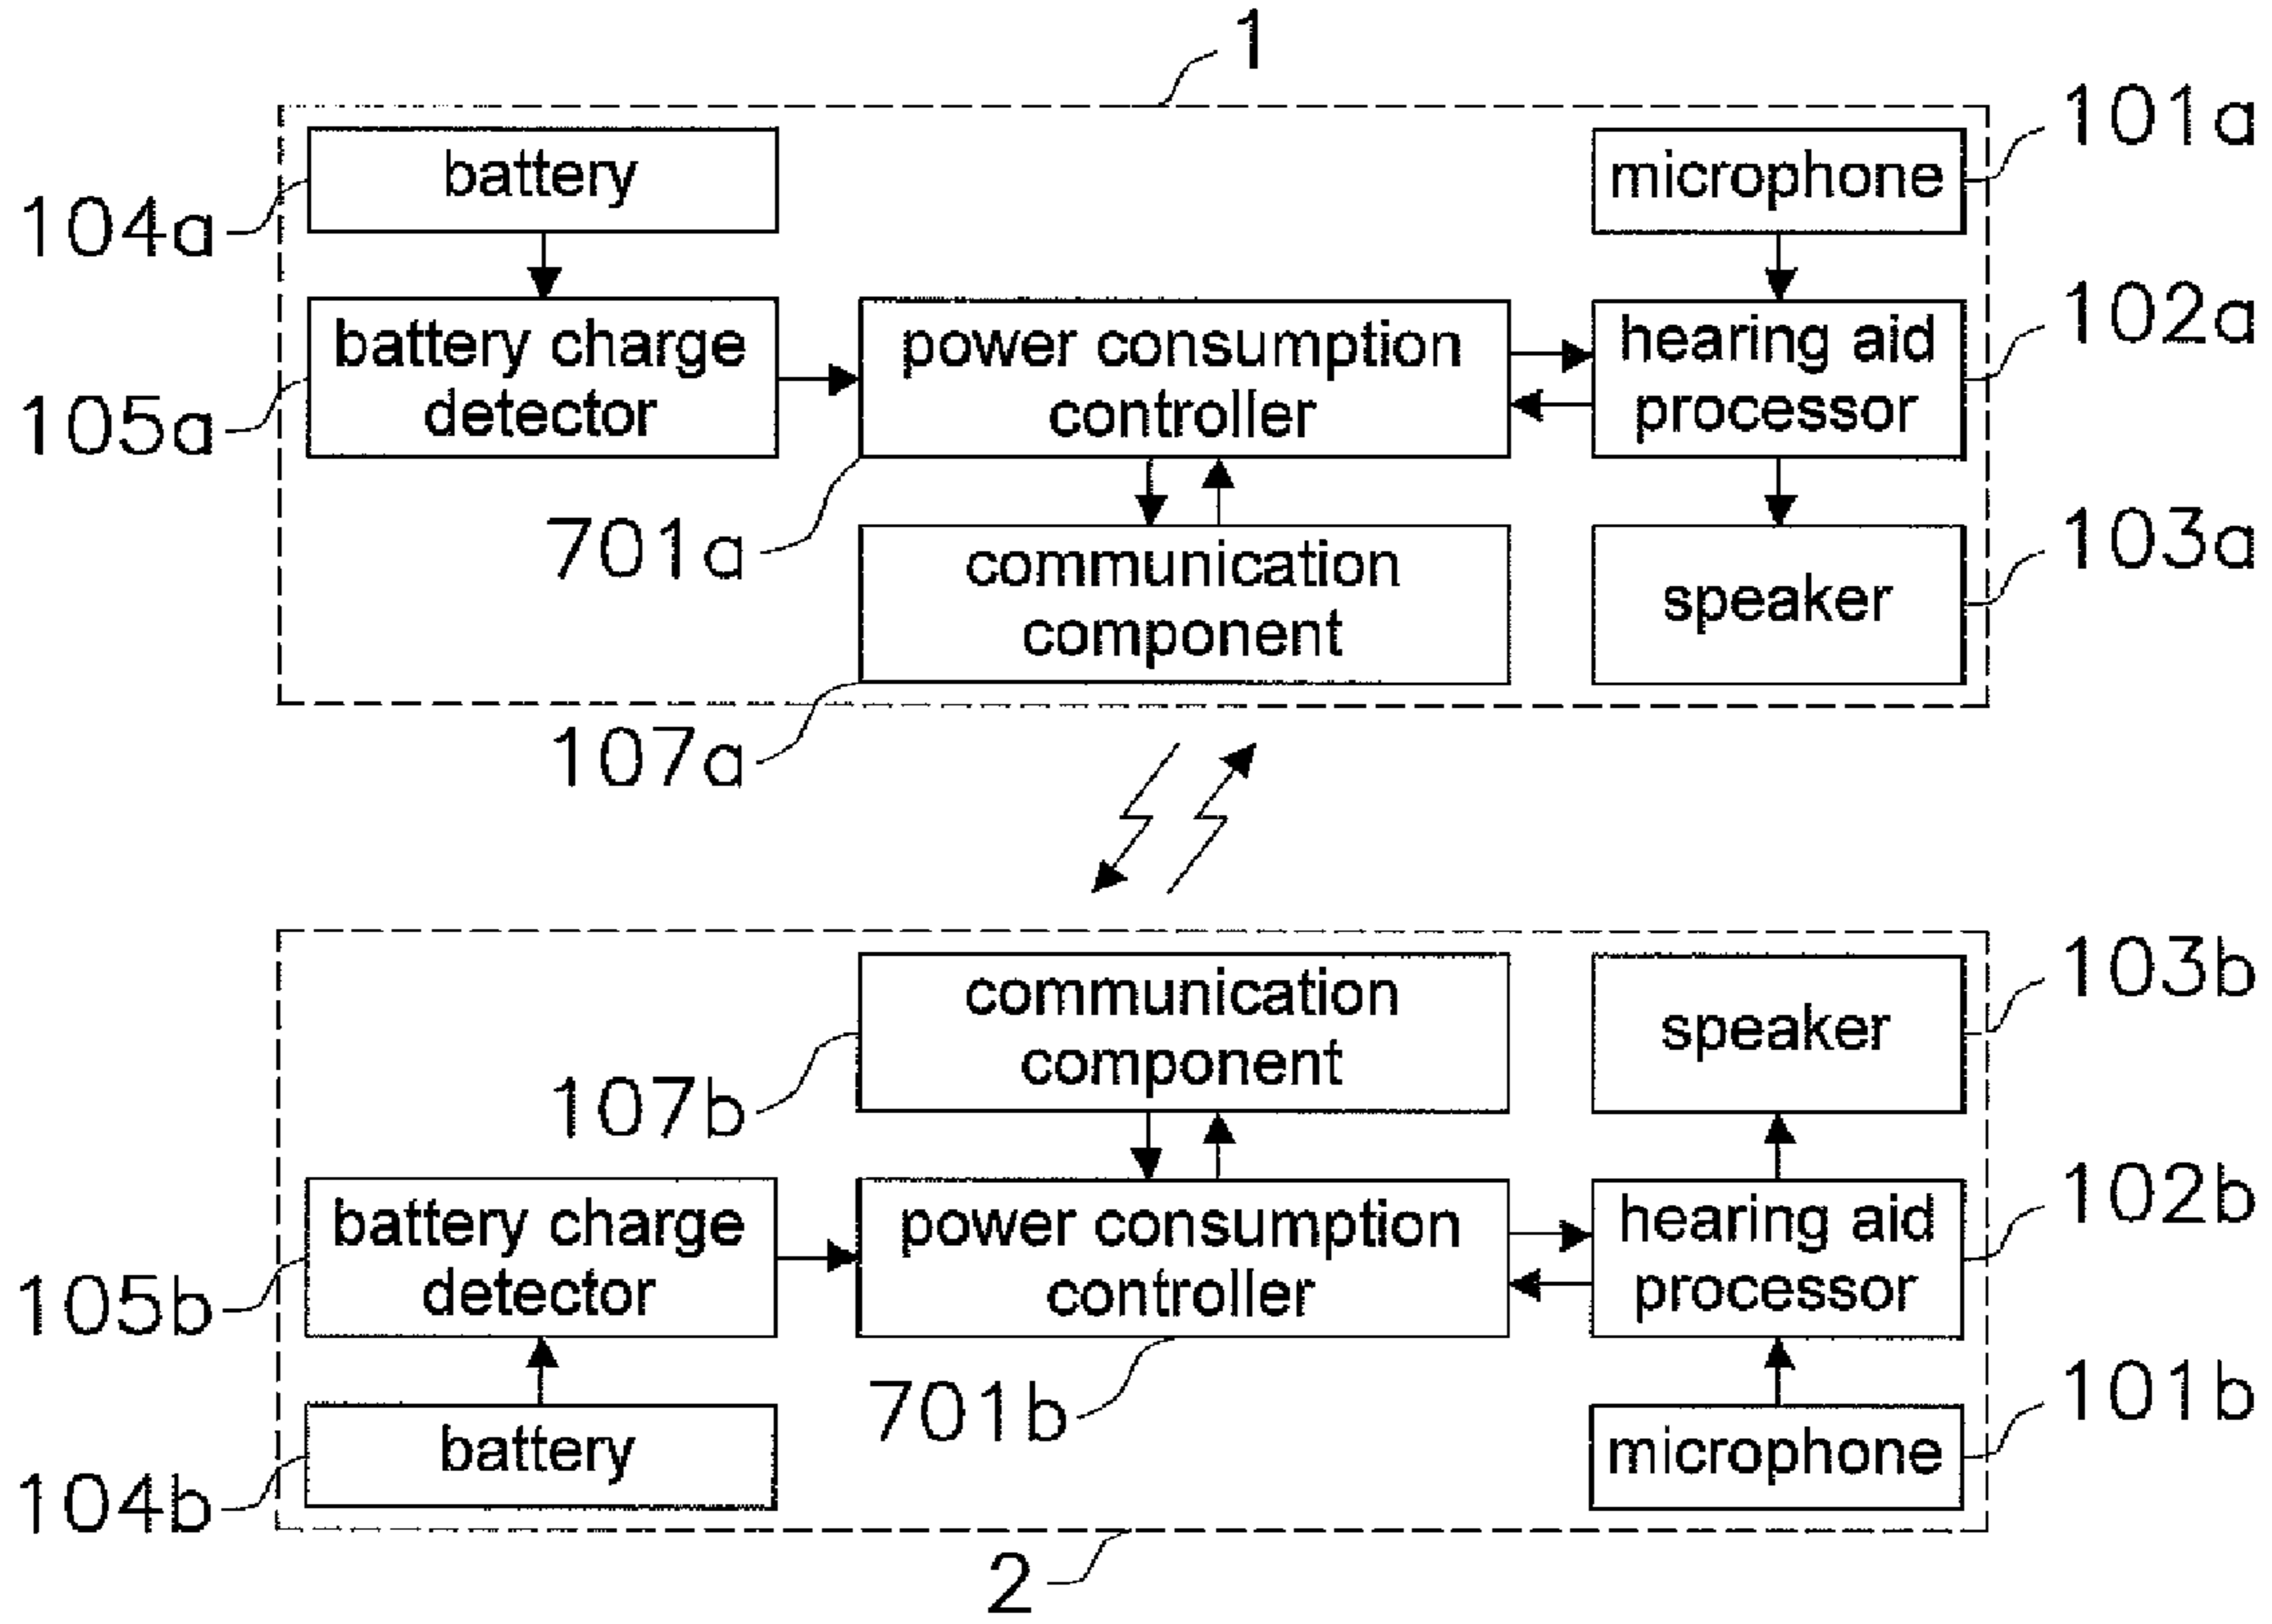 1
battery
microphone
101a
104a
battery charge
detector
power consumption
controller
hearing aid
processor
102a
105a
701a
communication
component
speaker
103a
107a
communication
component
speaker
103b
107b
battery charge
detector
power consumption
controller
hearing aid
processor
102b
105b
701b
battery
microphone
101b
104b
2